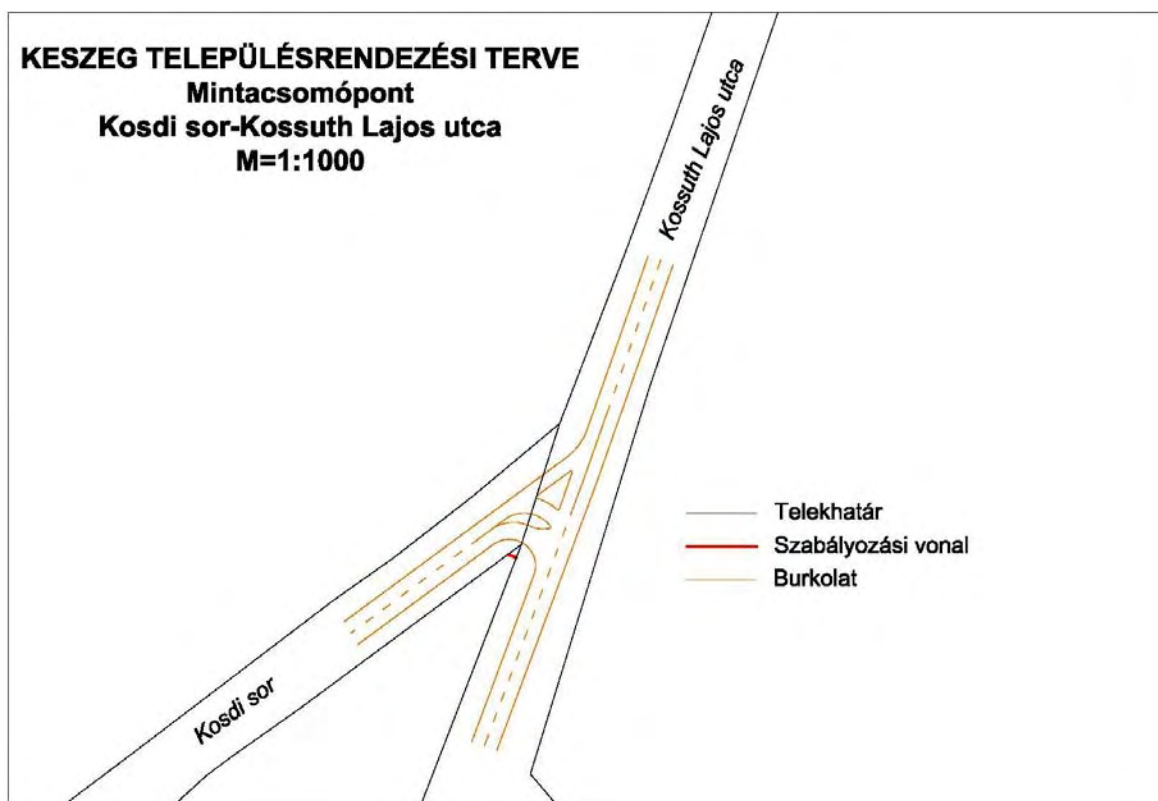 KESZEG TELEPÜLÉSRENDEZÉSI TERVE
Mintacsomópont
Kosdi sor-Kossuth Lajos utca
M=1:1000
Kossuth Lajos utca
Telekhatár
Szabályozási vonal
Burkolat
Kosdi sor